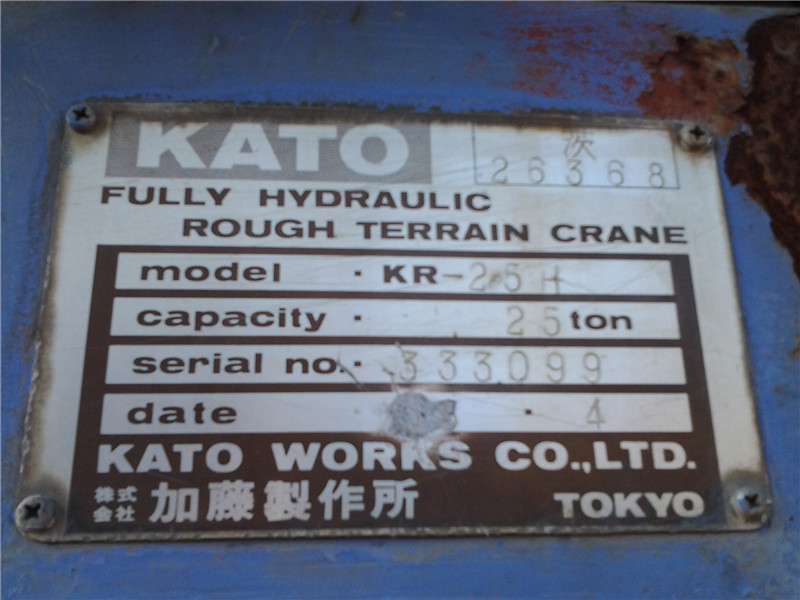 KATO
茨
26368
FULLY HYDRAULIC
ROUGH TERRAIN CRANE
model · KR-25H
capacity · 25 ton
serial no. · 333099
date · 4
KATO WORKS CO.,LTD.
株式会社 加藤製作所 TOKYO